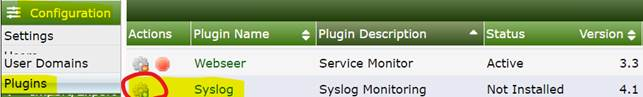 Configuration
Settings
User Domains
Plugins
Actions Plugin Name Plugin Description Status Version
Webseer Service Monitor Active 3.3
Syslog Syslog Monitoring Not Installed 4.1